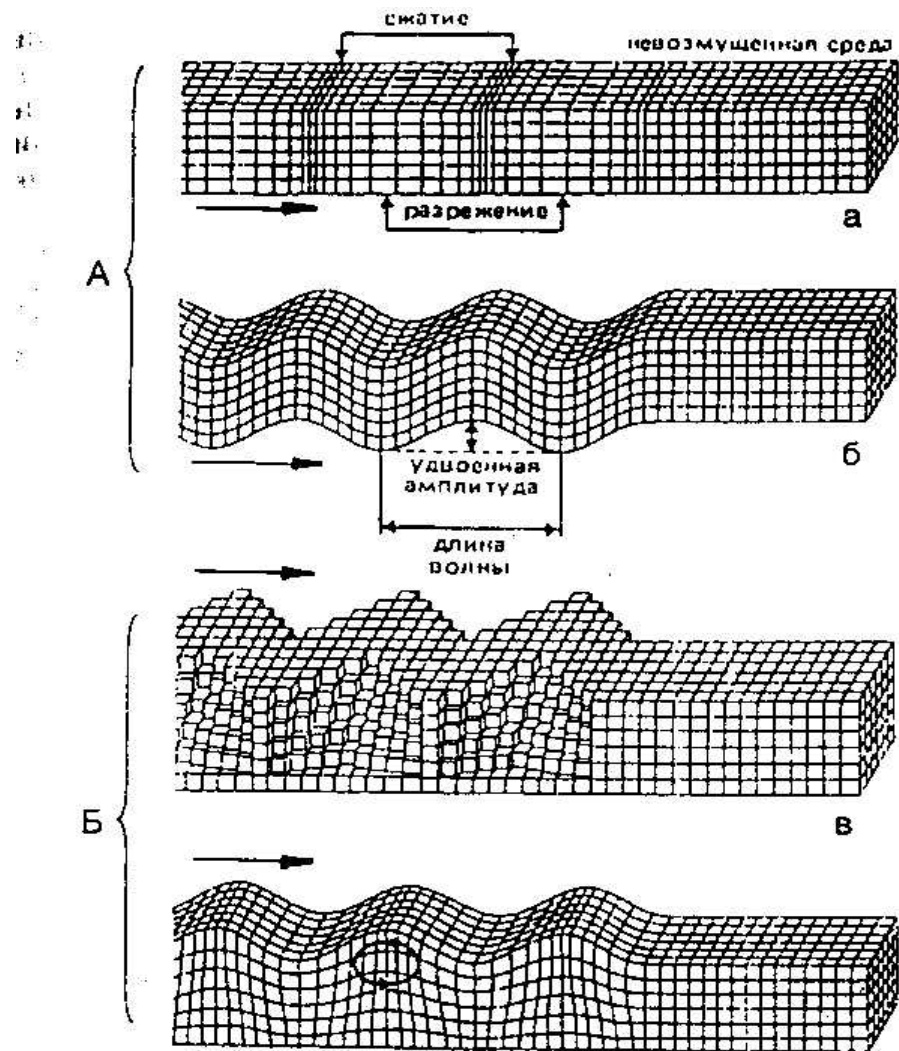 сжатие
невозмущенная среда
разрежение
а
А
б
удвоенная
амплитуда
длина
волны
Б
в